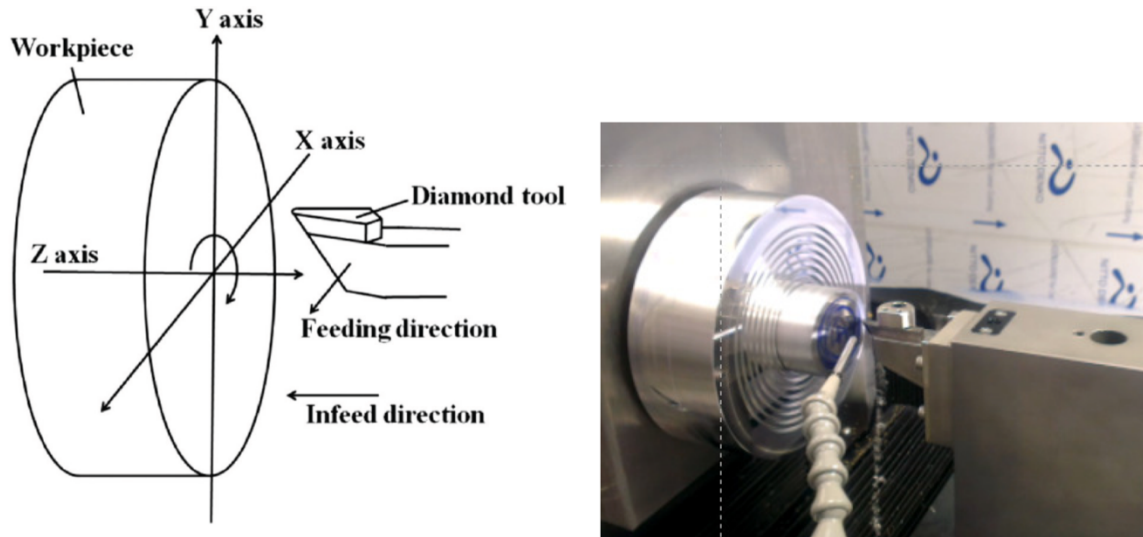 Y axis
Workpiece
X axis
Diamond tool
Z axis
Feeding direction
Infeed direction